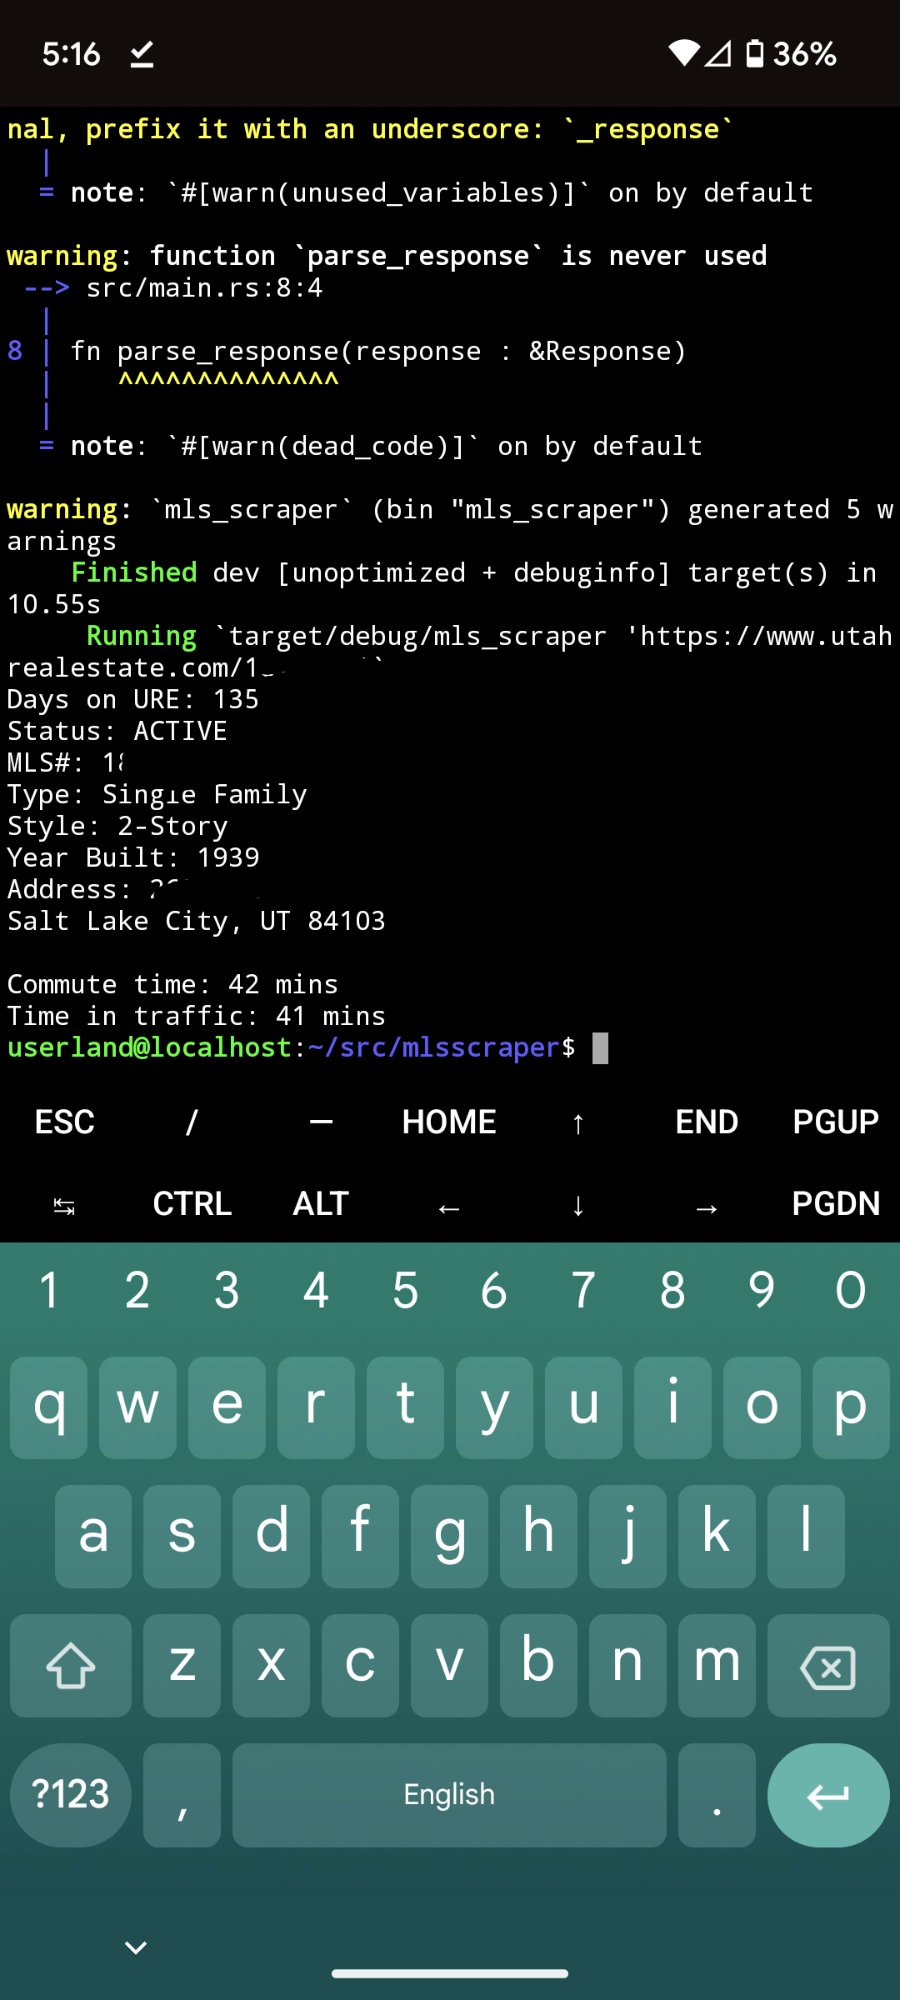 5:16 36%
nal, prefix it with an underscore: `_response`
|
= note: `#[warn(unused_variables)]` on by default
warning: function `parse_response` is never used
--> src/main.rs:8:4
|
8 | fn parse_response(response : &Response)
| ^^^^^^^^^^^^^^
|
= note: `#[warn(dead_code)]` on by default
warning: `mls_scraper` (bin "mls_scraper") generated 5 w
arnings
Finished dev [unoptimized + debuginfo] target(s) in
10.55s
Running `target/debug/mls_scraper 'https://www.utah
realestate.com/1
Days on URE: 135
Status: ACTIVE
MLS#: 18
Type: Single Family
Style: 2-Story
Year Built: 1939
Address:
Salt Lake City, UT 84103
Commute time: 42 mins
Time in traffic: 41 mins
userland@localhost:~/src/mlsscraper$
ESC / — HOME ↑ END PGUP
↹ CTRL ALT ← ↓ → PGDN
1 2 3 4 5 6 7 8 9 0
q w e r t y u i o p
a s d f g h j k l
z x c v b n m
?123 , English .